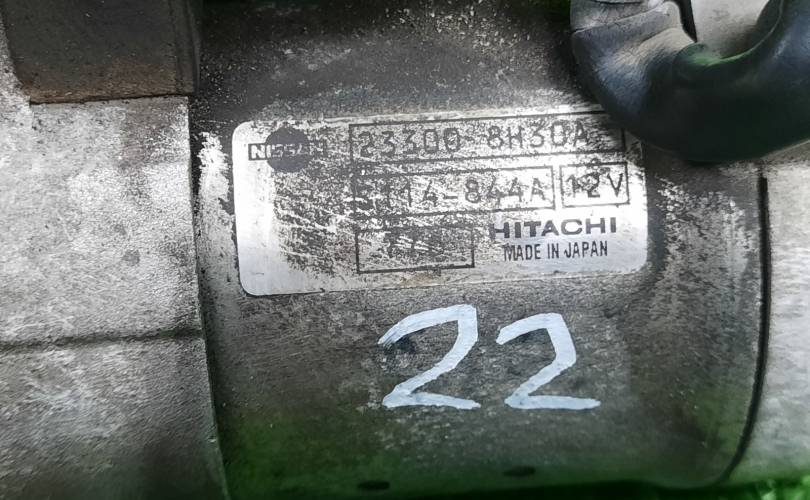 NISSAN 23300-8H30A
S114-844A 12V
HITACHI
MADE IN JAPAN
22